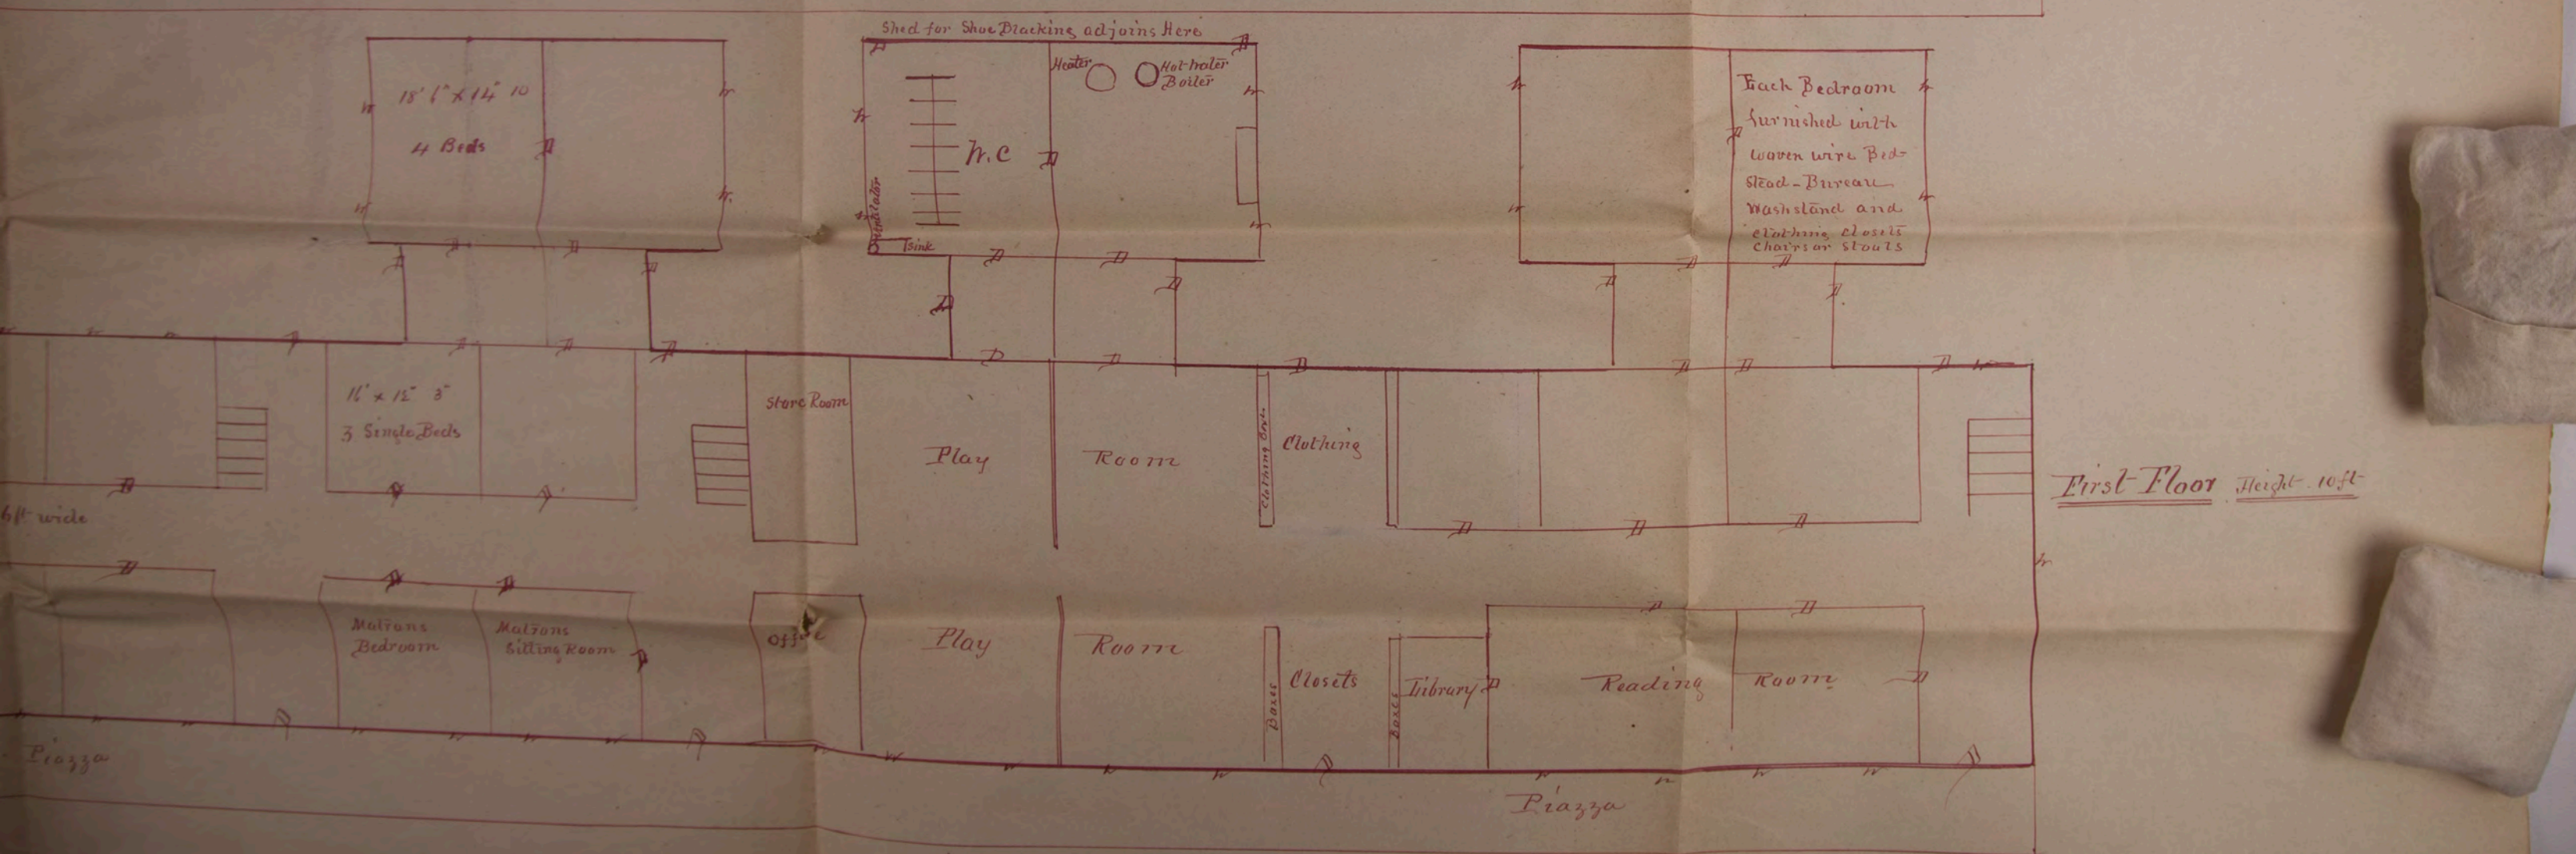 Shed for Shoe Blacking adjoins Here
18' 6" x 14' 10
4 Beds
W.C
Ventilator
Sink
Heater
Hot-water
Boiler
Each Bedroom
furnished with
woven wire Bed-
stead - Bureau
Washstand and
clothing closets
Chairs or stools
16' x 12' 3"
3 Single Beds
Store Room
Play Room
Clothing Boxes
Clothing
First Floor Height 10 ft
6 ft wide
Matrons
Bedroom
Matrons
Sitting Room
Office
Play Room
Boxes
Closets
Boxes
Library
Reading Room
Piazza
Piazza